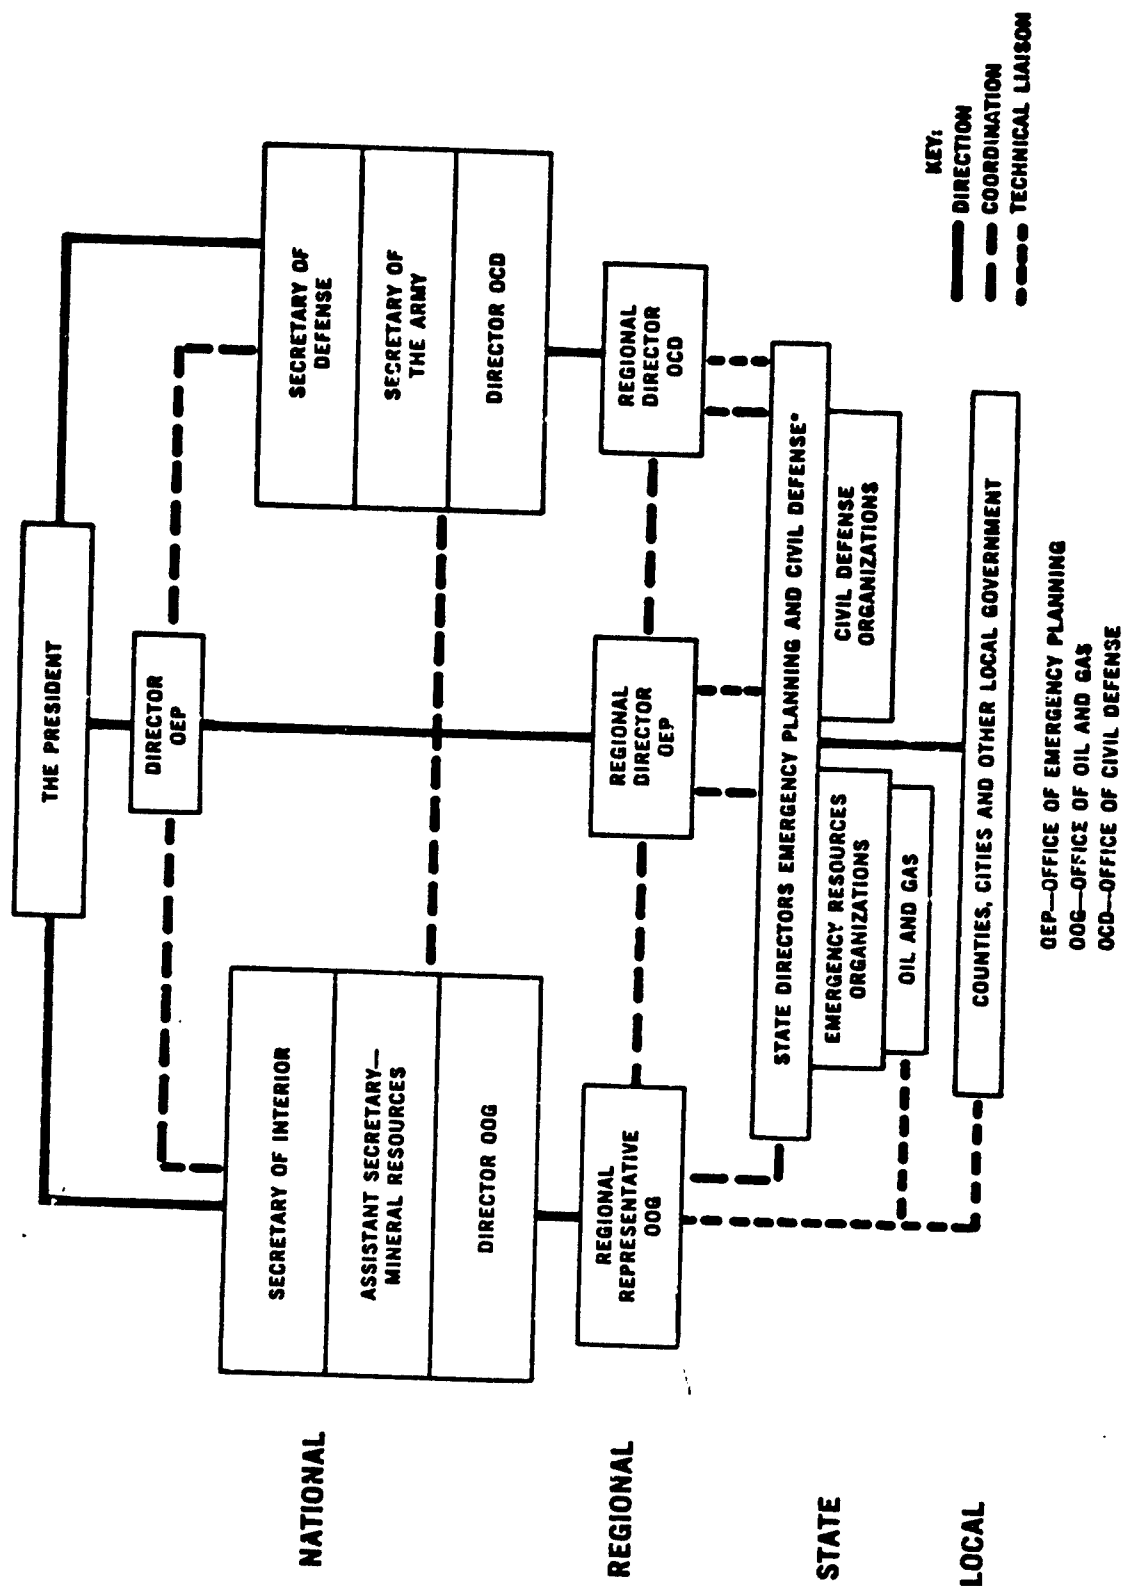 THE PRESIDENT
DIRECTOR
OEP
NATIONAL
SECRETARY OF INTERIOR
ASSISTANT SECRETARY—
MINERAL RESOURCES
DIRECTOR OOG
SECRETARY OF
DEFENSE
SECRETARY OF
THE ARMY
DIRECTOR OCD
REGIONAL
REGIONAL
REPRESENTATIVE
OOG
REGIONAL
DIRECTOR
OEP
REGIONAL
DIRECTOR
OCD
STATE
STATE DIRECTORS EMERGENCY PLANNING AND CIVIL DEFENSE*
EMERGENCY RESOURCES
ORGANIZATIONS
OIL AND GAS
CIVIL DEFENSE
ORGANIZATIONS
LOCAL
COUNTIES, CITIES AND OTHER LOCAL GOVERNMENT
KEY:
DIRECTION
COORDINATION
TECHNICAL LIAISON
OEP—OFFICE OF EMERGENCY PLANNING
OOG—OFFICE OF OIL AND GAS
OCD—OFFICE OF CIVIL DEFENSE